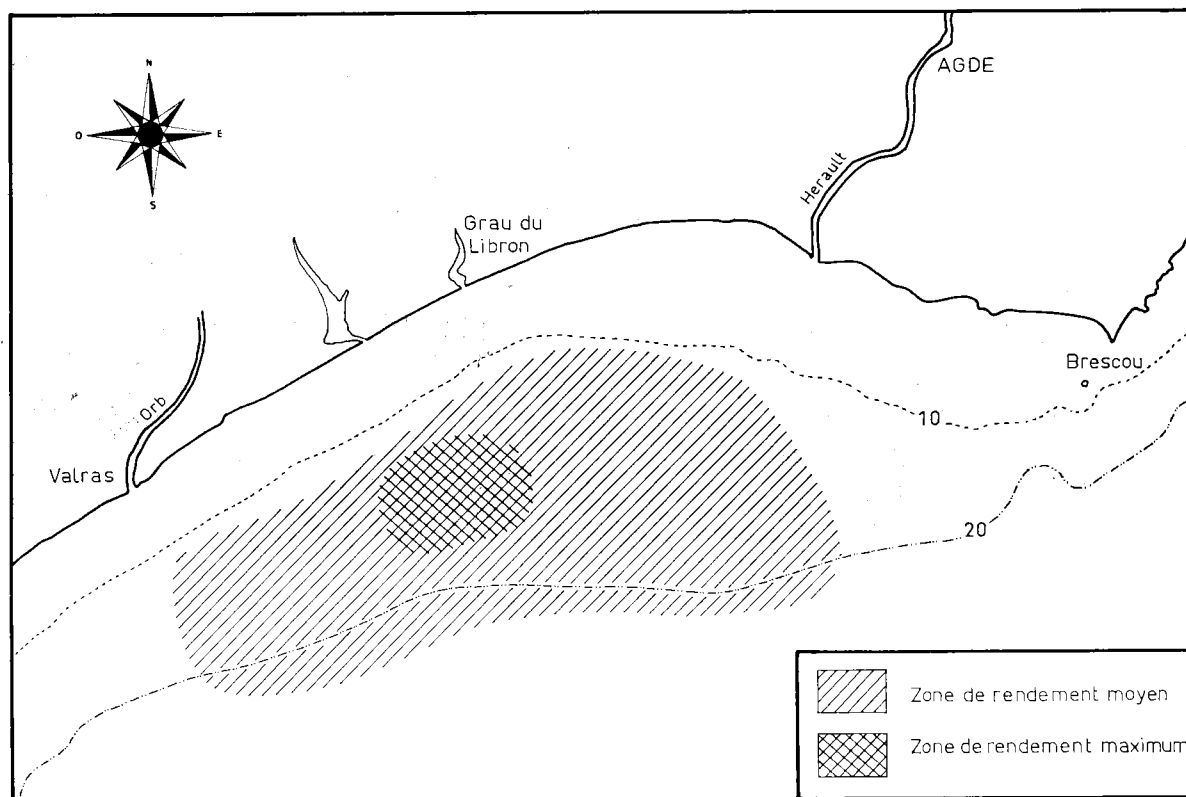 N
AGDE
O
E
Herault
S
Grau du
Libron
Brescou
Orb
10
Valras
20
Zone de rendement moyen
Zone de rendement maximum